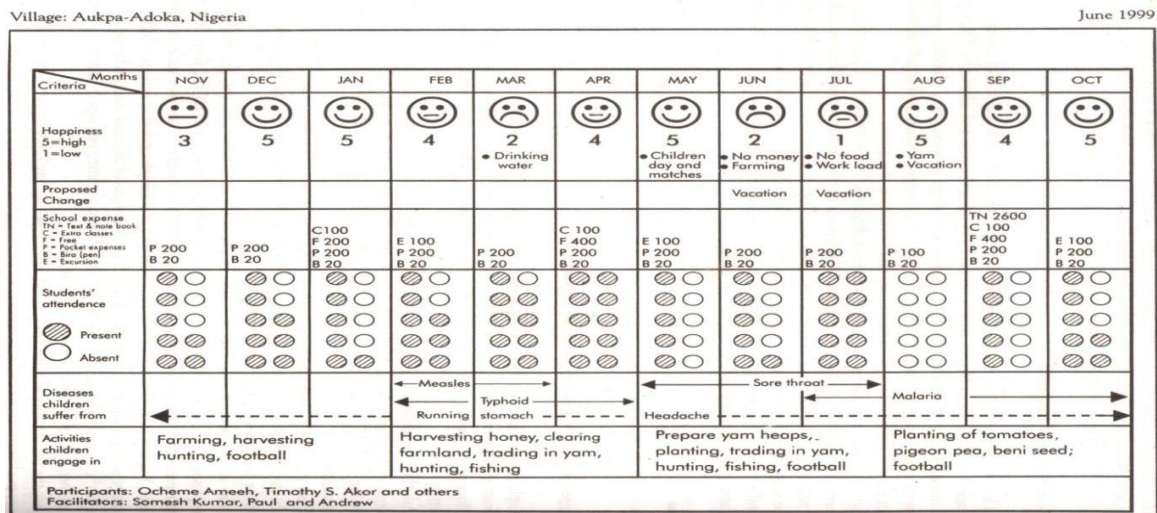 Village: Aukpa-Adoka, Nigeria June 1999
Months NOV DEC JAN FEB MAR APR MAY JUN JUL AUG SEP OCT
Criteria
Happiness
5=high
1=low
3 5 5 4 2 4 5 2 1 5 4 5
• Drinking water
• Children day and matches
• No money
• Farming
• No food
• Work load
• Yam
• Vacation
Proposed Change
Vacation Vacation
School expense
TN = Text & note book
C = Extra classes
F = Free
P = Pocket expenses
B = Biro (pen)
E = Excursion
P 200
B 20
P 200
B 20
C100
F 200
P 200
B 20
E 100
P 200
B 20
P 200
B 20
C 100
F 400
P 200
B 20
E 100
P 200
B 20
P 200
B 20
P 200
B 20
P 100
B 20
TN 2600
C 100
F 400
P 200
B 20
E 100
P 200
B 20
Students'
attendence
Present
Absent
Diseases
children
suffer from
Measles
Typhoid
Running stomach
Sore throat
Malaria
Headache
Activities
children
engage in
Farming, harvesting
hunting, football
Harvesting honey, clearing
farmland, trading in yam,
hunting, fishing
Prepare yam heaps,
planting, trading in yam,
hunting, fishing, football
Planting of tomatoes,
pigeon pea, beni seed;
football
Participants: Ocheme Ameeh, Timothy S. Akor and others
Facilitators: Somesh Kumar, Paul and Andrew